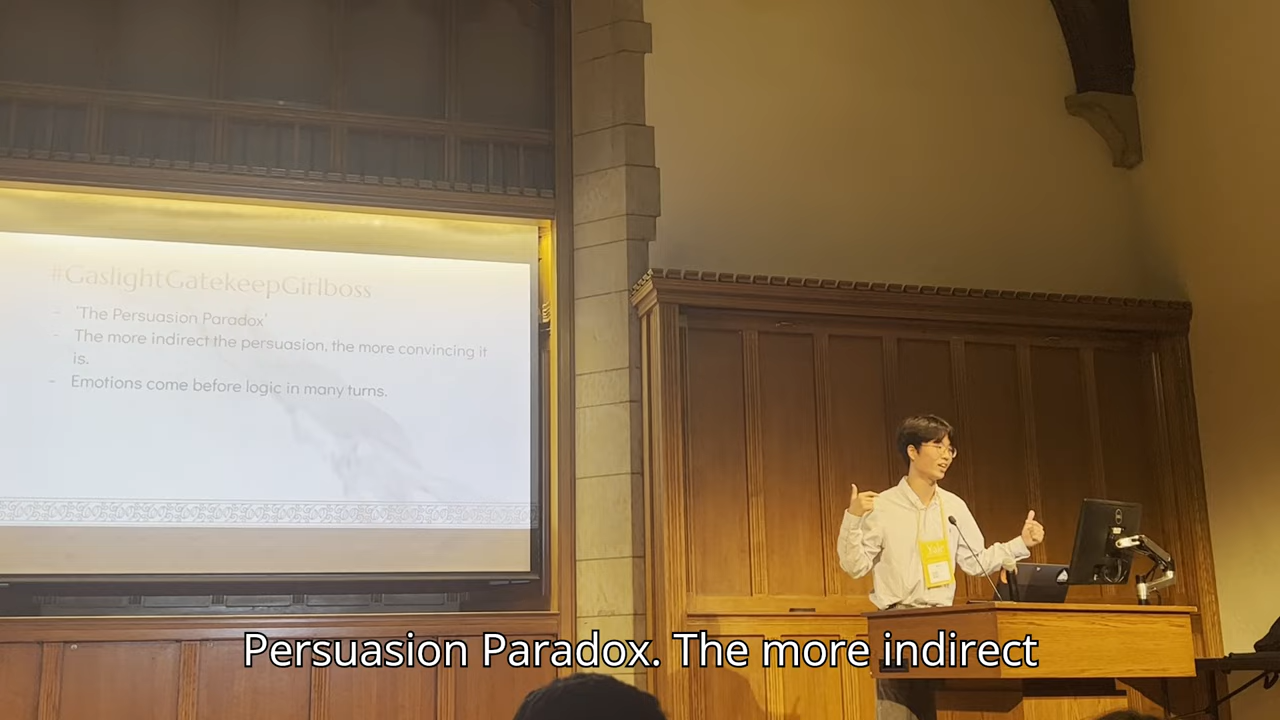 #GaslightGatekeepGirlboss
- 'The Persuasion Paradox'
- The more indirect the persuasion, the more convincing it
is.
- Emotions come before logic in many turns.
Persuasion Paradox. The more indirect